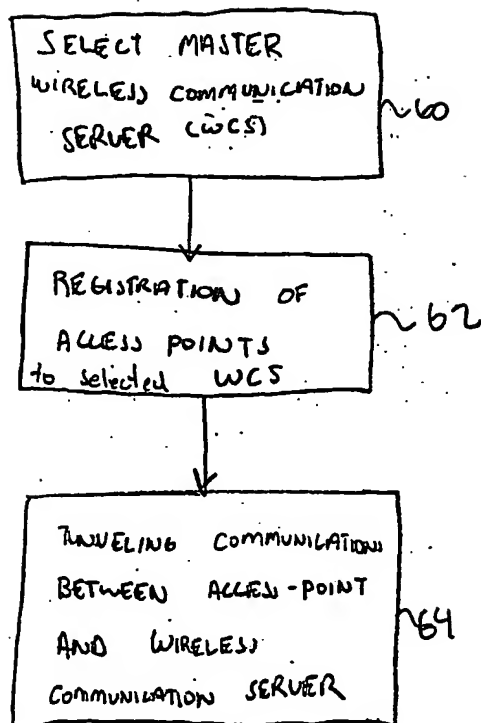 SELECT MASTER
WIRELESS COMMUNICIATION
SERVER (WCS)
~60
REGISTRATION OF
ACCESS POINTS
to selected WCS
~62
TUNNELING COMMUNICATIONS
BETWEEN ACCESS-POINT
AND WIRELESS
COMMUNICATION SERVER
~64